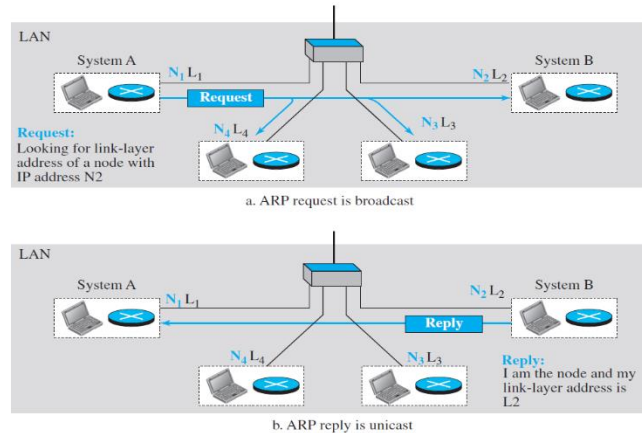 LAN
System A
System B
N1 L1
N2 L2
Request
N4 L4
N3 L3
Request:
Looking for link-layer
address of a node with
IP address N2
a. ARP request is broadcast
LAN
System A
System B
N1 L1
N2 L2
Reply
N4 L4
N3 L3
Reply:
I am the node and my
link-layer address is
L2
b. ARP reply is unicast